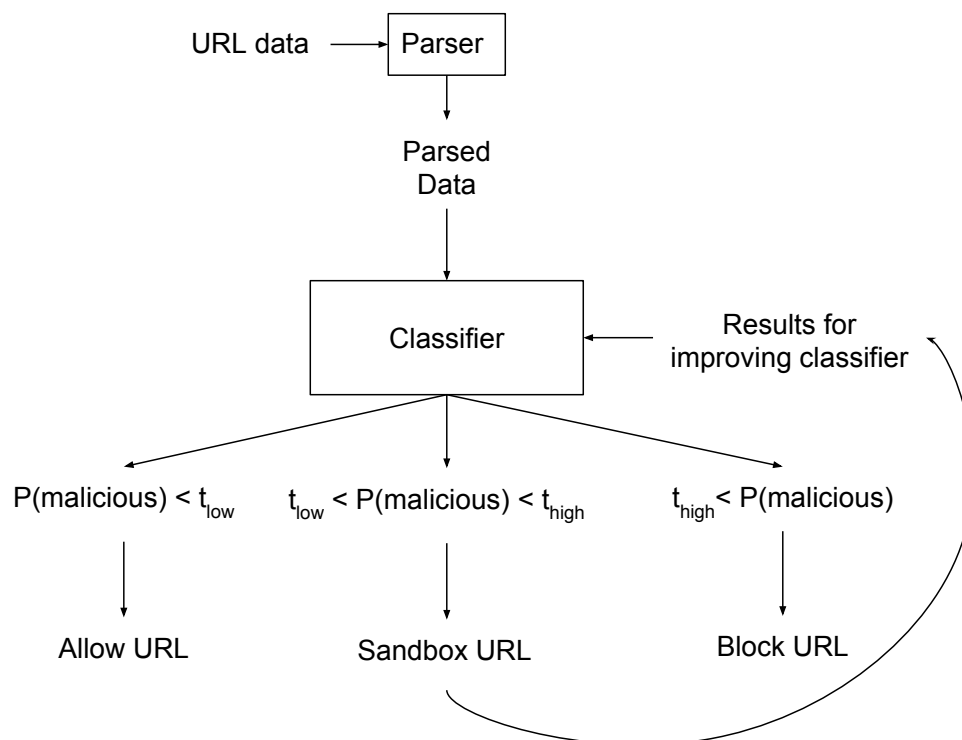 URL data
Parser
Parsed
Data
Classifier
Results for
improving classifier
P(malicious) < t_low
t_low < P(malicious) < t_high
t_high < P(malicious)
Allow URL
Sandbox URL
Block URL